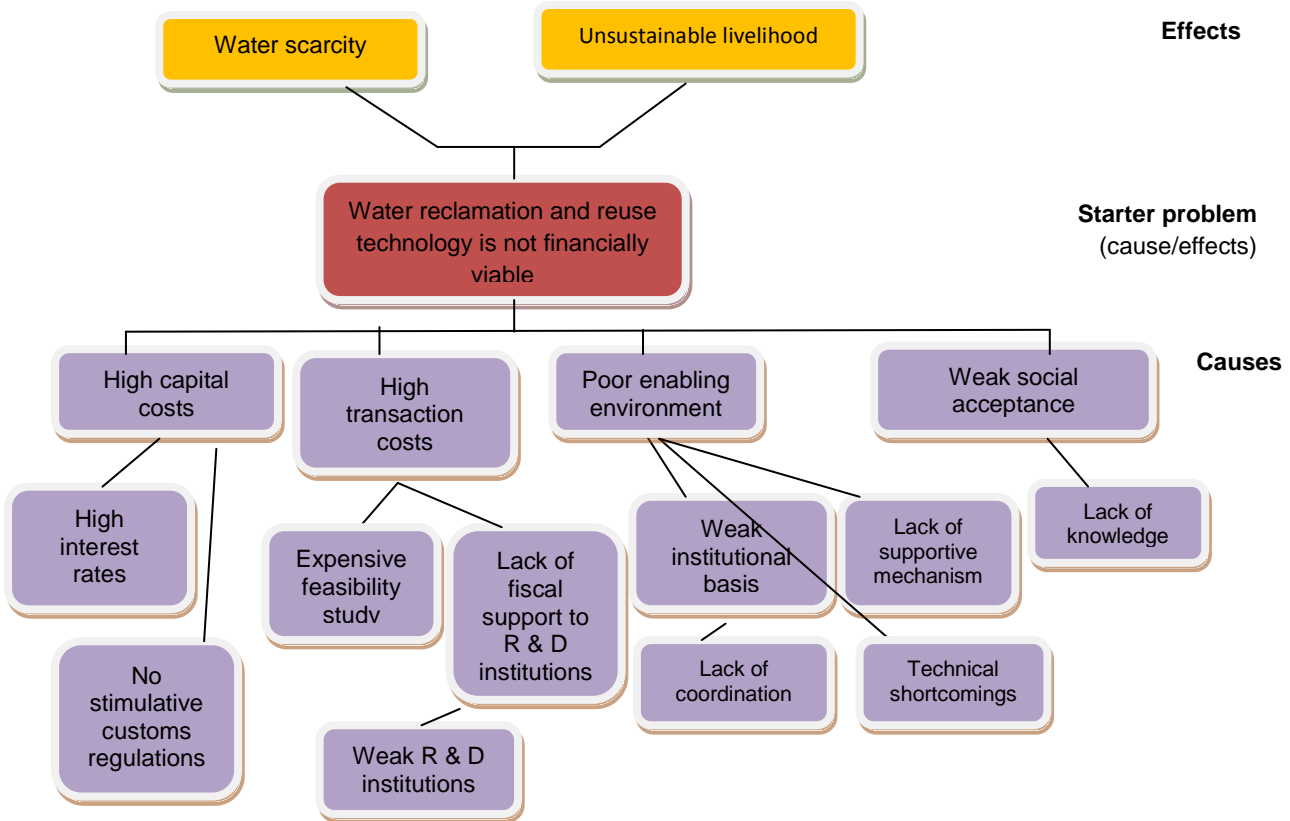 Water scarcity
Unsustainable livelihood
Effects
Water reclamation and reuse
technology is not financially
viable
Starter problem
(cause/effects)
Causes
High capital
costs
High
transaction
costs
Poor enabling
environment
Weak social
acceptance
High
interest
rates
Expensive
feasibility
study
Lack of
fiscal
support to
R & D
institutions
Weak
institutional
basis
Lack of
supportive
mechanism
Lack of
knowledge
No
stimulative
customs
regulations
Weak R & D
institutions
Lack of
coordination
Technical
shortcomings